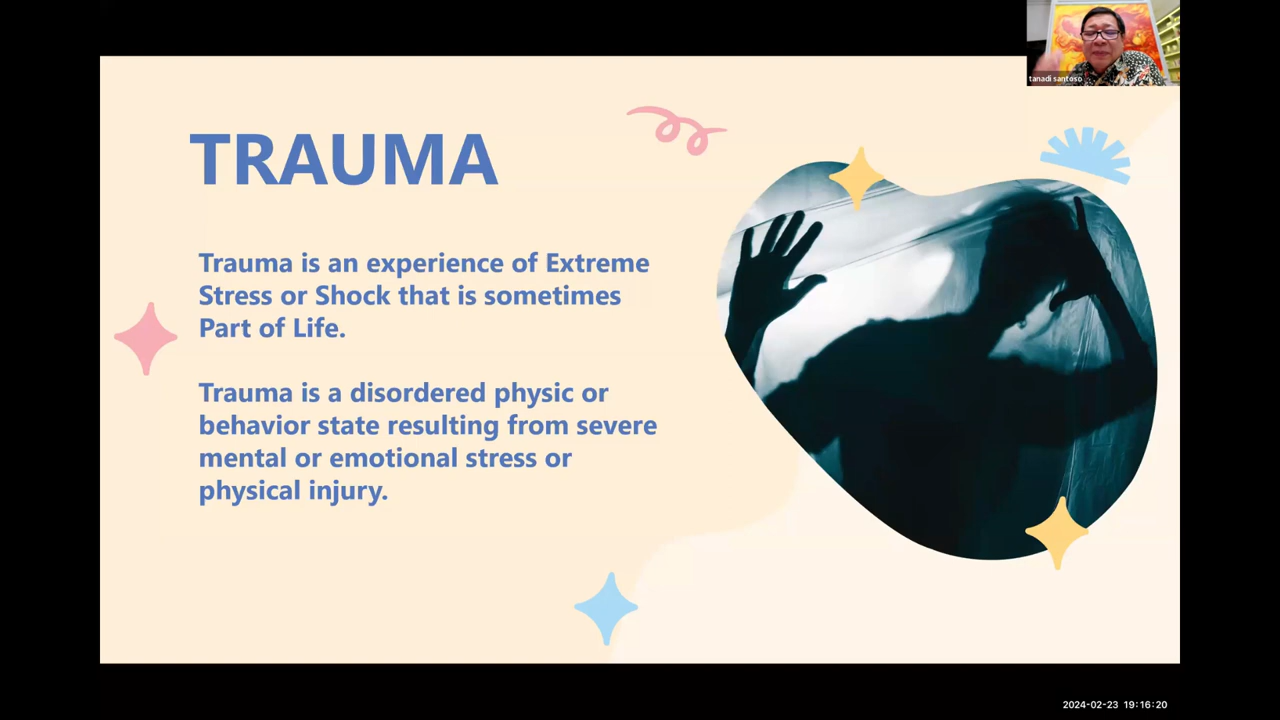 tanadi santoso
TRAUMA
Trauma is an experience of Extreme
Stress or Shock that is sometimes
Part of Life.
Trauma is a disordered physic or
behavior state resulting from severe
mental or emotional stress or
physical injury.
2024-02-23 19:16:20